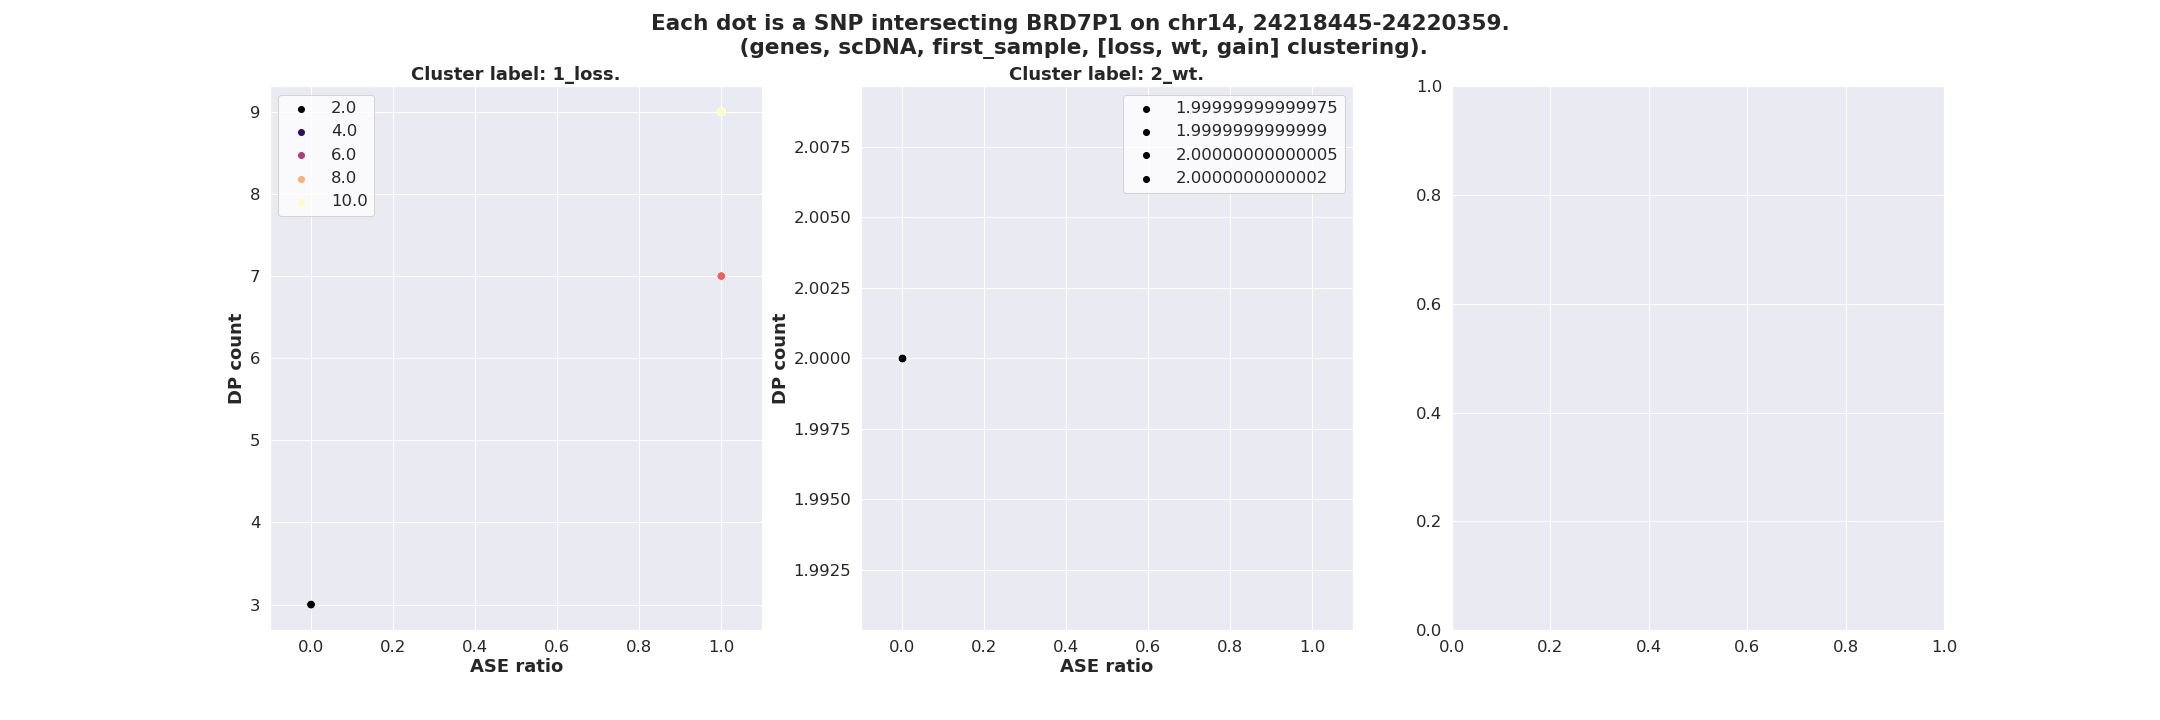 Each dot is a SNP intersecting BRD7P1 on chr14, 24218445-24220359.
(genes, scDNA, first_sample, [loss, wt, gain] clustering).
Cluster label: 1_loss.
2.0
4.0
6.0
8.0
10.0
9
8
7
6
5
4
3
DP count
0.0 0.2 0.4 0.6 0.8 1.0
ASE ratio
Cluster label: 2_wt.
1.99999999999975
1.9999999999999
2.00000000000005
2.0000000000002
2.0075
2.0050
2.0025
2.0000
1.9975
1.9950
1.9925
DP count
0.0 0.2 0.4 0.6 0.8 1.0
ASE ratio
1.0
0.8
0.6
0.4
0.2
0.0
0.0 0.2 0.4 0.6 0.8 1.0